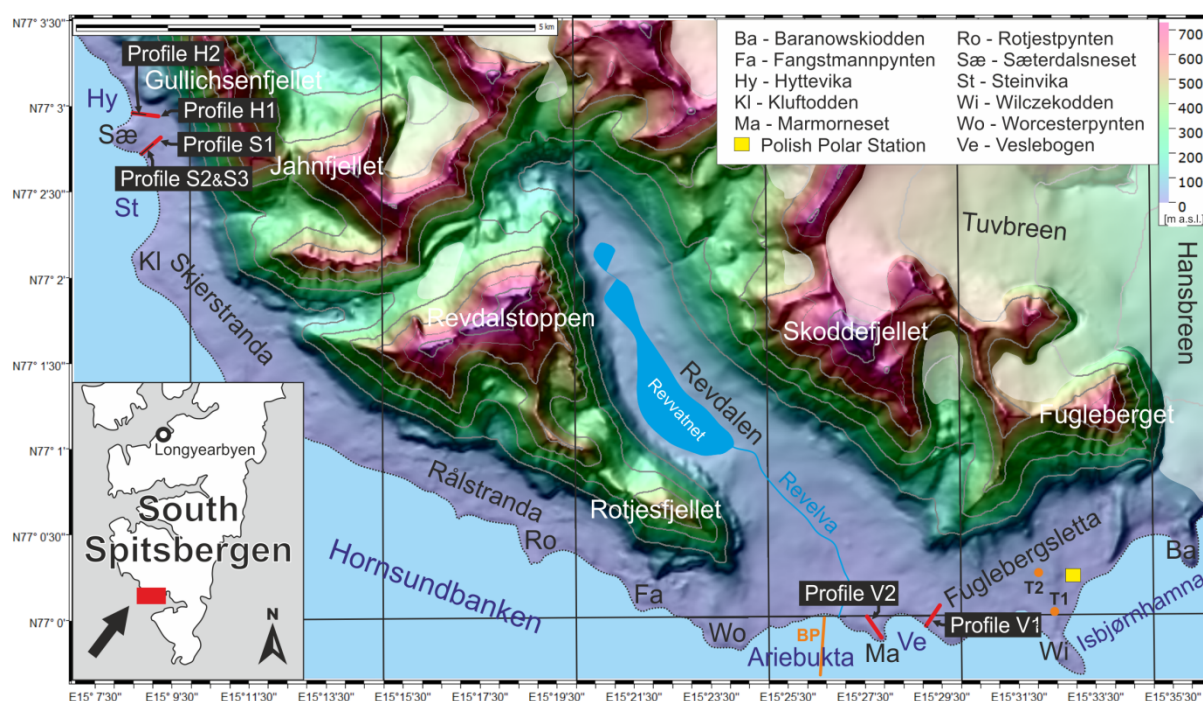 N77° 3'30"
N77° 3'
N77° 2'30"
N77° 2'
N77° 1'30"
N77° 1'
N77° 0'30"
N77° 0'
5 km
Profile H2
Gullichsenfjellet
Hy
Profile H1
Sæ
Profile S1
Jahnfjellet
Profile S2&S3
St
Kl
Skjerstranda
Revdalstoppen
Revvatnet
Revdalen
Skoddefjellet
Tuvbreen
Hansbreen
Fugleberget
Rålstranda
Rotjesfjellet
Revelva
Ro
Hornsundbanken
Fa
Wo
Profile V2
BP
Ariebukta
Ma
Ve
Profile V1
Fuglebergsletta
T2
T1
Wi
Isbjørnhamna
Ba
Ba - Baranowskiodden
Fa - Fangstmannpynten
Hy - Hyttevika
Kl - Kluftodden
Ma - Marmorneset
Ro - Rotjestpynten
Sæ - Sæterdalsneset
St - Steinvika
Wi - Wilczekodden
Wo - Worcesterpynten
Ve - Veslebogen
Polish Polar Station
700
600
500
400
300
200
100
0
[m a.s.l.]
Longyearbyen
South
Spitsbergen
N
E15° 7'30"
E15° 9'30"
E15°11'30"
E15°13'30"
E15°15'30"
E15°17'30"
E15°19'30"
E15°21'30"
E15°23'30"
E15°25'30"
E15°27'30"
E15°29'30"
E15°31'30"
E15°33'30"
E15°35'30"